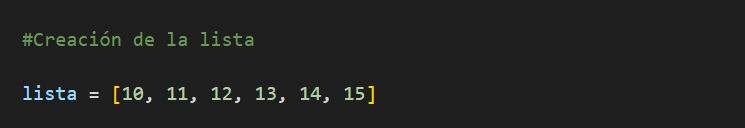 #Creación de la lista
lista = [10, 11, 12, 13, 14, 15]